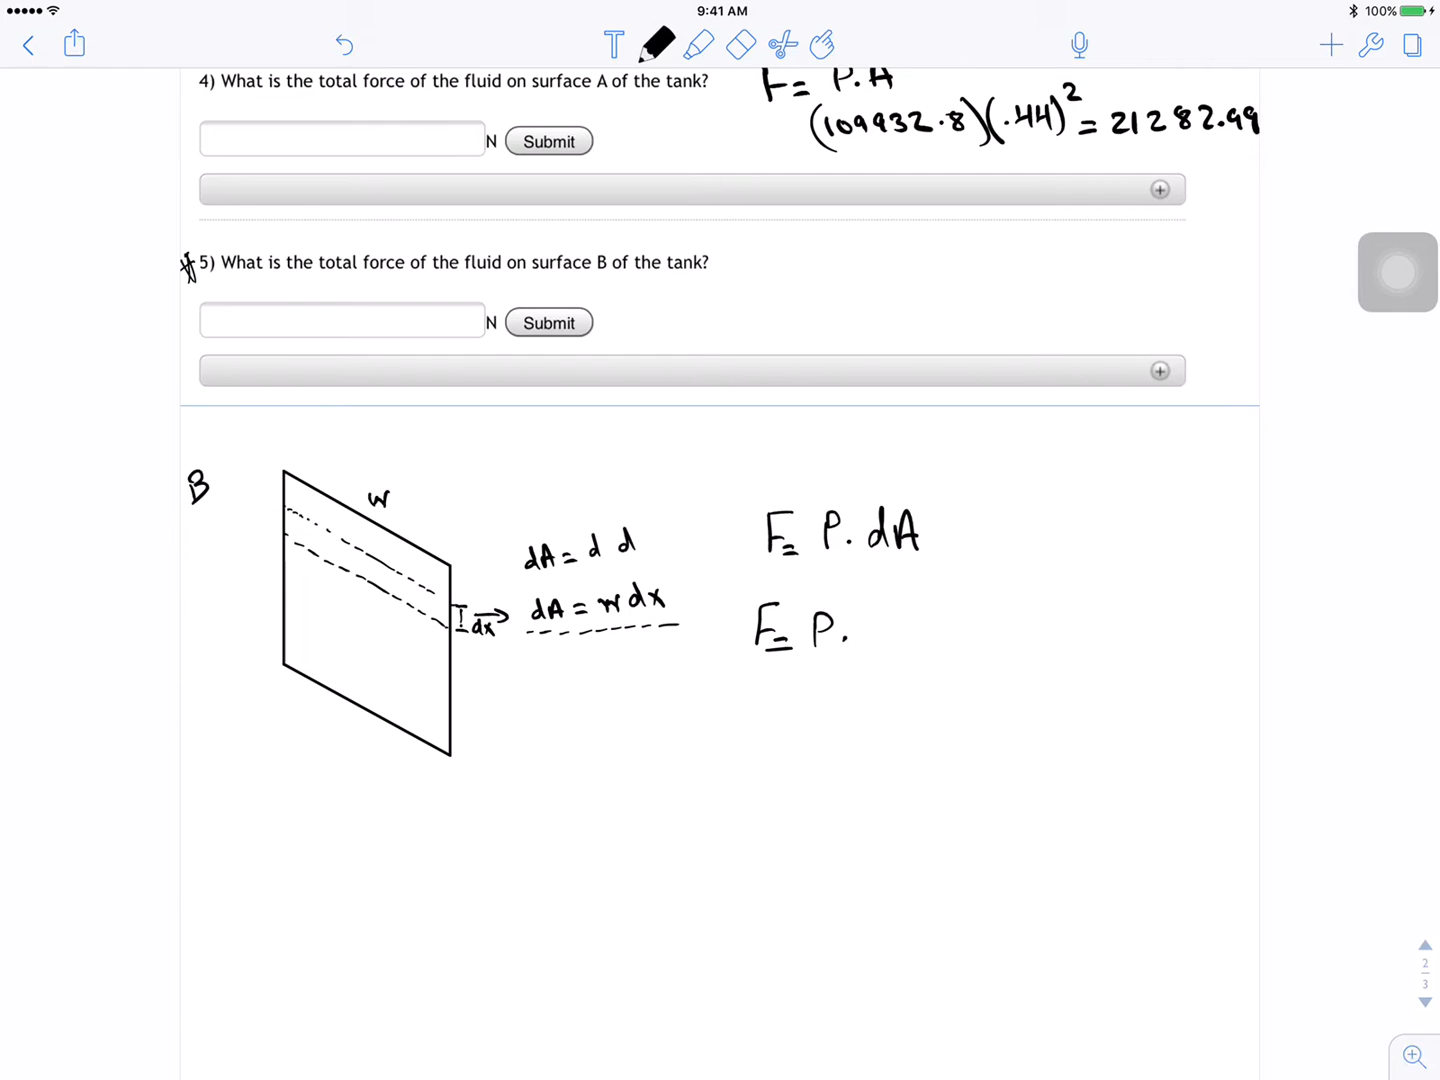 9:41 AM
100%
T
4) What is the total force of the fluid on surface A of the tank?
F = P. A
(109932.8)(.44)² = 21282.99
N Submit
5) What is the total force of the fluid on surface B of the tank?
N Submit
B
w
dA = d d
F = P. dA
dx
dA = w dx
F = P.
2
3